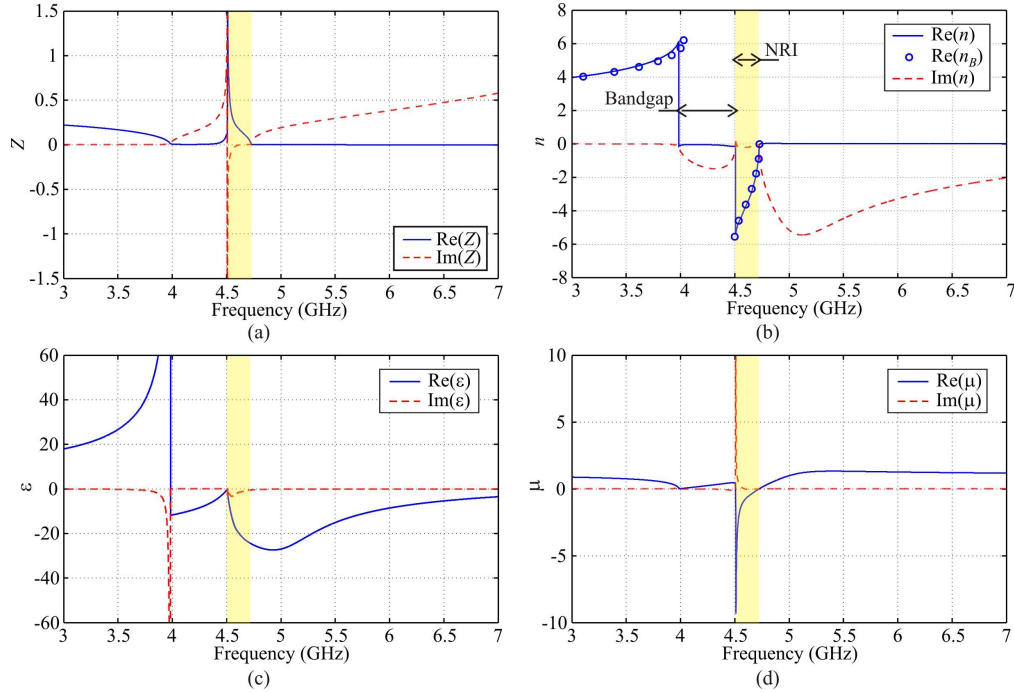 1.5
1
0.5
0
-0.5
-1
-1.5
Z
Re(Z)
Im(Z)
3 3.5 4 4.5 5 5.5 6 6.5 7
Frequency (GHz)
(a)
8
6
4
2
0
-2
-4
-6
-8
n
NRI
Bandgap
Re(n)
Re(n_B)
Im(n)
3 3.5 4 4.5 5 5.5 6 6.5 7
Frequency (GHz)
(b)
60
40
20
0
-20
-40
-60
ε
Re(ε)
Im(ε)
3 3.5 4 4.5 5 5.5 6 6.5 7
Frequency (GHz)
(c)
10
5
0
-5
-10
μ
Re(μ)
Im(μ)
3 3.5 4 4.5 5 5.5 6 6.5 7
Frequency (GHz)
(d)